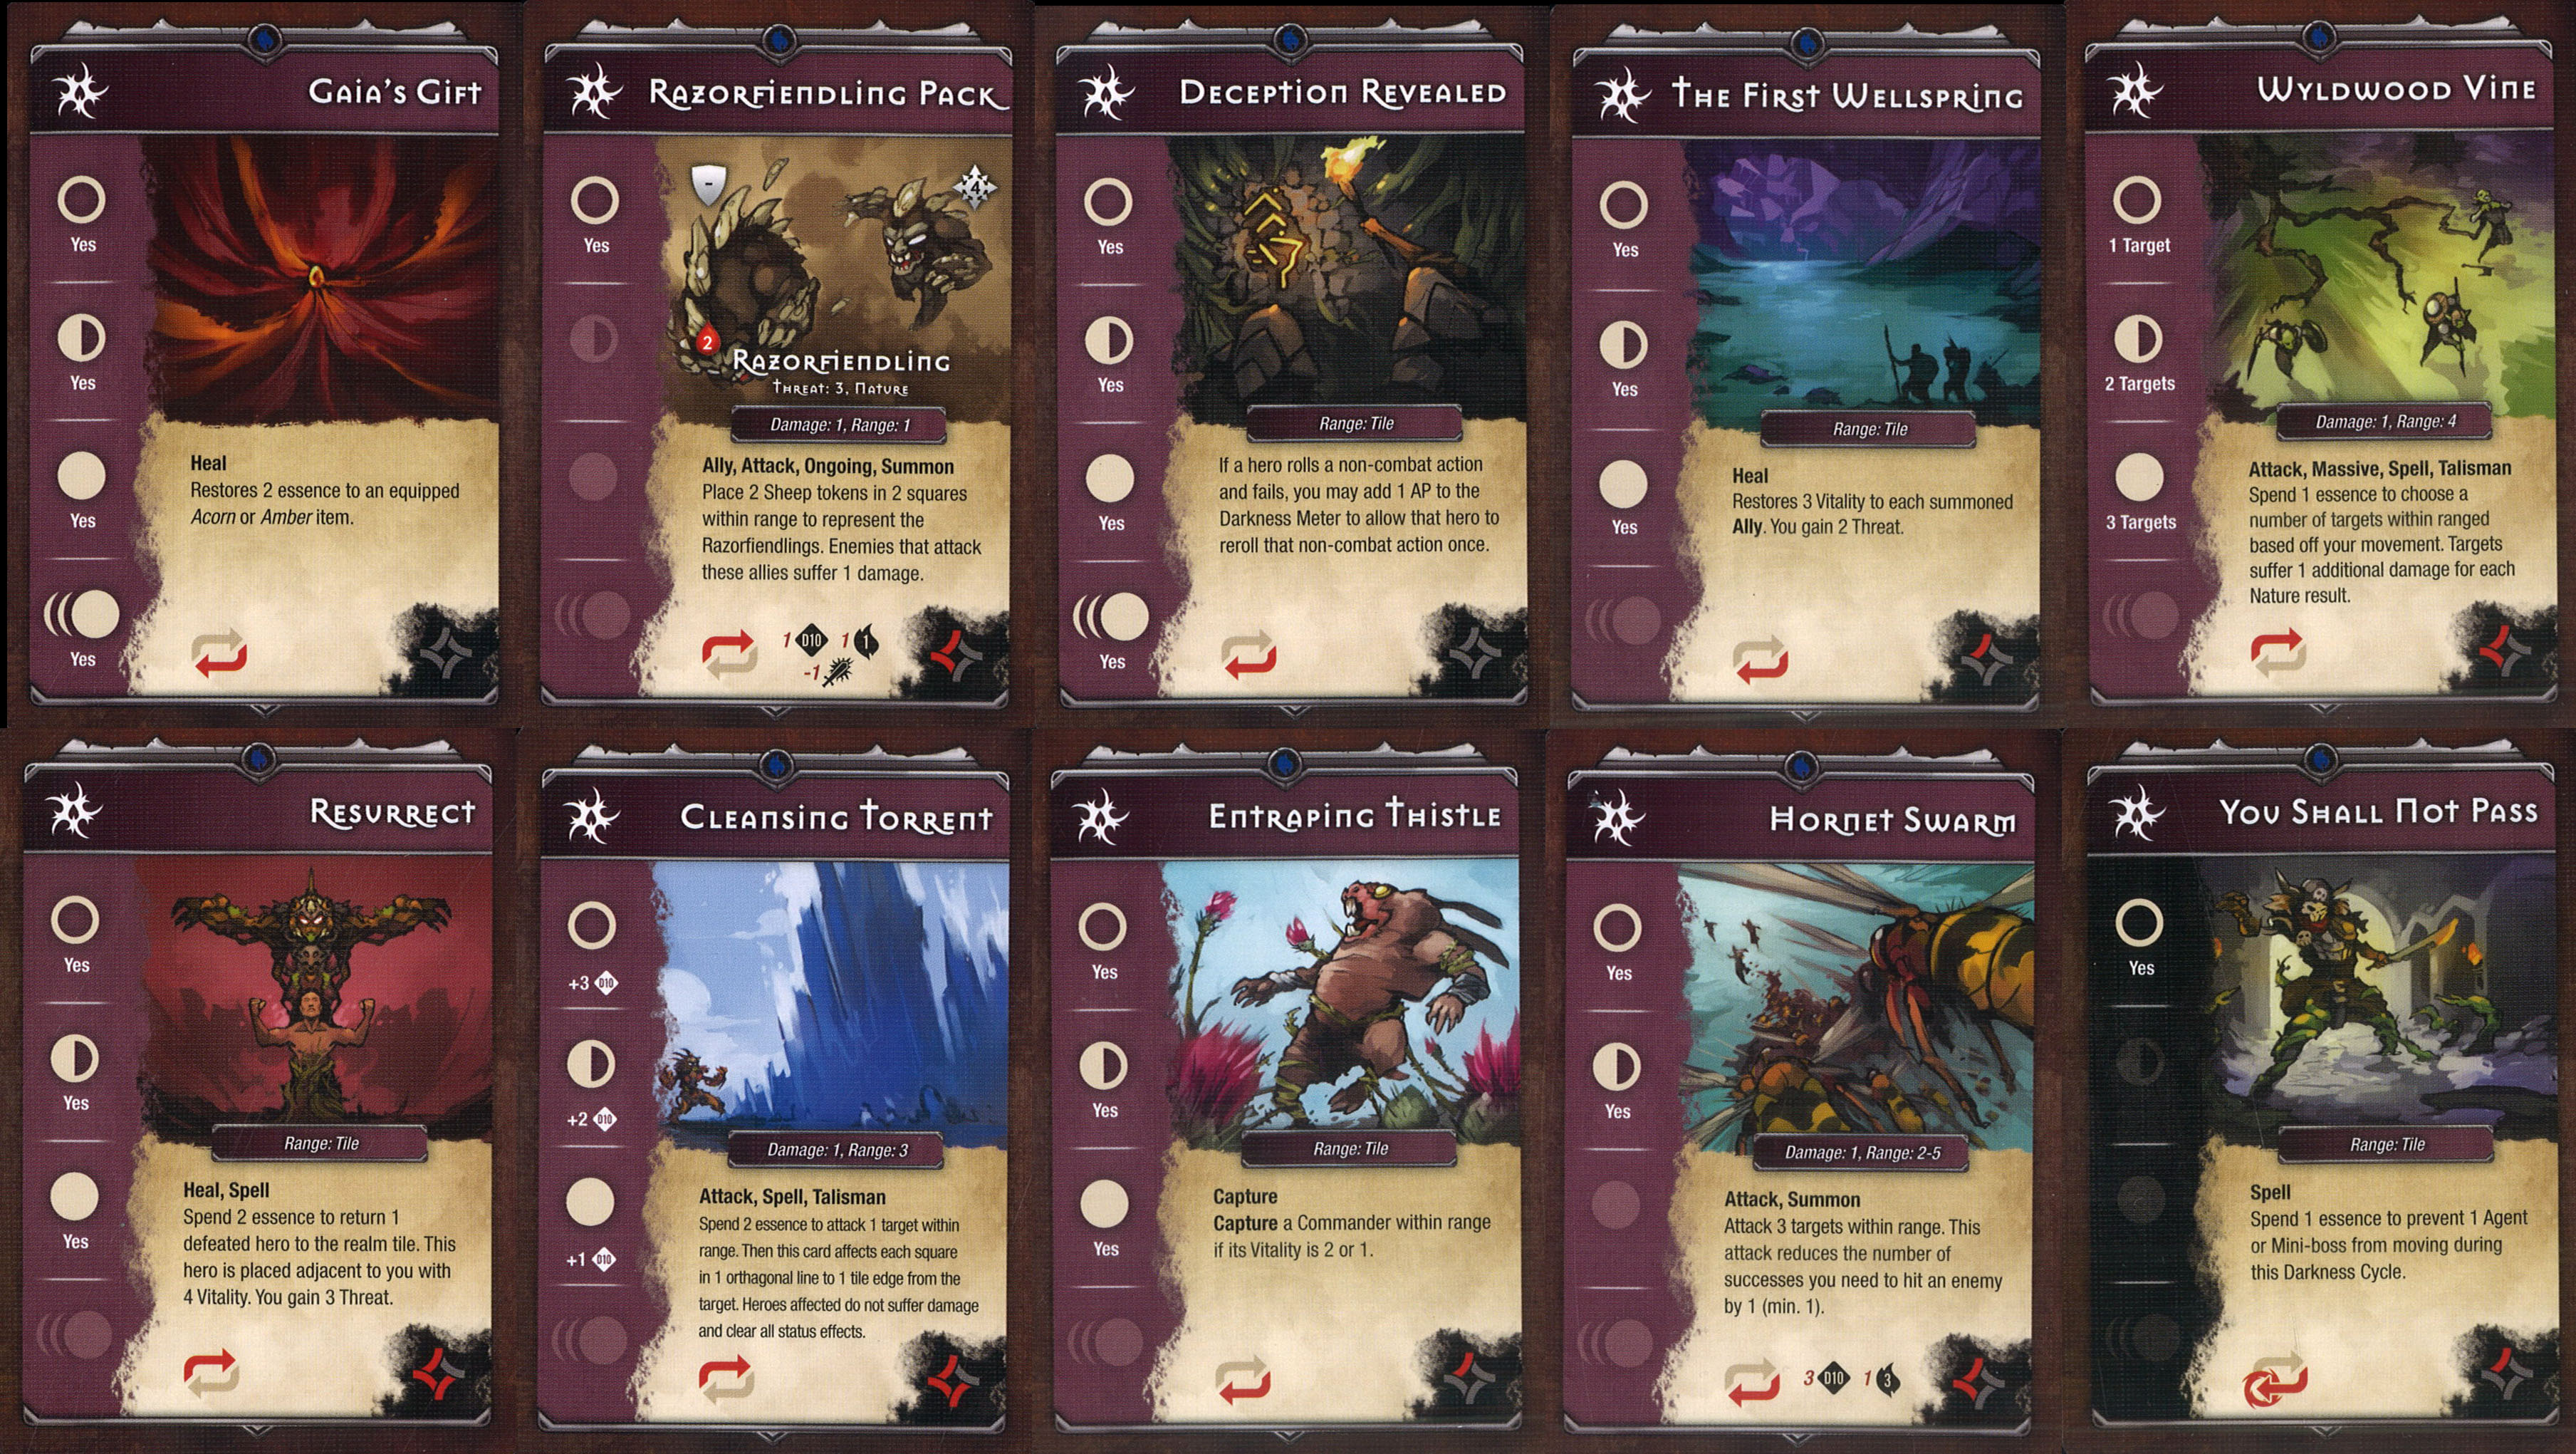 Gaia's Gift
Yes
Yes
Yes
Yes
Heal
Restores 2 essence to an equipped
Acorn or Amber item.
Razorfiendling Pack
Yes
-
4
2
Razorfiendling
Threat: 3, Nature
Damage: 1, Range: 1
Ally, Attack, Ongoing, Summon
Place 2 Sheep tokens in 2 squares
within range to represent the
Razorfiendlings. Enemies that attack
these allies suffer 1 damage.
1 D10 1 1
-1
Deception Revealed
Yes
Yes
Yes
Yes
Range: Tile
If a hero rolls a non-combat action
and fails, you may add 1 AP to the
Darkness Meter to allow that hero to
reroll that non-combat action once.
The First Wellspring
Yes
Yes
Yes
Range: Tile
Heal
Restores 3 Vitality to each summoned
Ally. You gain 2 Threat.
Wyldwood Vine
1 Target
2 Targets
3 Targets
Damage: 1, Range: 4
Attack, Massive, Spell, Talisman
Spend 1 essence to choose a
number of targets within ranged
based off your movement. Targets
suffer 1 additional damage for each
Nature result.
Resurrect
Yes
Yes
Yes
Range: Tile
Heal, Spell
Spend 2 essence to return 1
defeated hero to the realm tile. This
hero is placed adjacent to you with
4 Vitality. You gain 3 Threat.
Cleansing Torrent
+3 D10
+2 D10
+1 D10
Damage: 1, Range: 3
Attack, Spell, Talisman
Spend 2 essence to attack 1 target within
range. Then this card affects each square
in 1 orthogonal line to 1 tile edge from the
target. Heroes affected do not suffer damage
and clear all status effects.
Entraping Thistle
Yes
Yes
Yes
Range: Tile
Capture
Capture a Commander within range
if its Vitality is 2 or 1.
Hornet Swarm
Yes
Yes
Damage: 1, Range: 2-5
Attack, Summon
Attack 3 targets within range. This
attack reduces the number of
successes you need to hit an enemy
by 1 (min. 1).
3 D10 1 3
You Shall Not Pass
Yes
Range: Tile
Spell
Spend 1 essence to prevent 1 Agent
or Mini-boss from moving during
this Darkness Cycle.